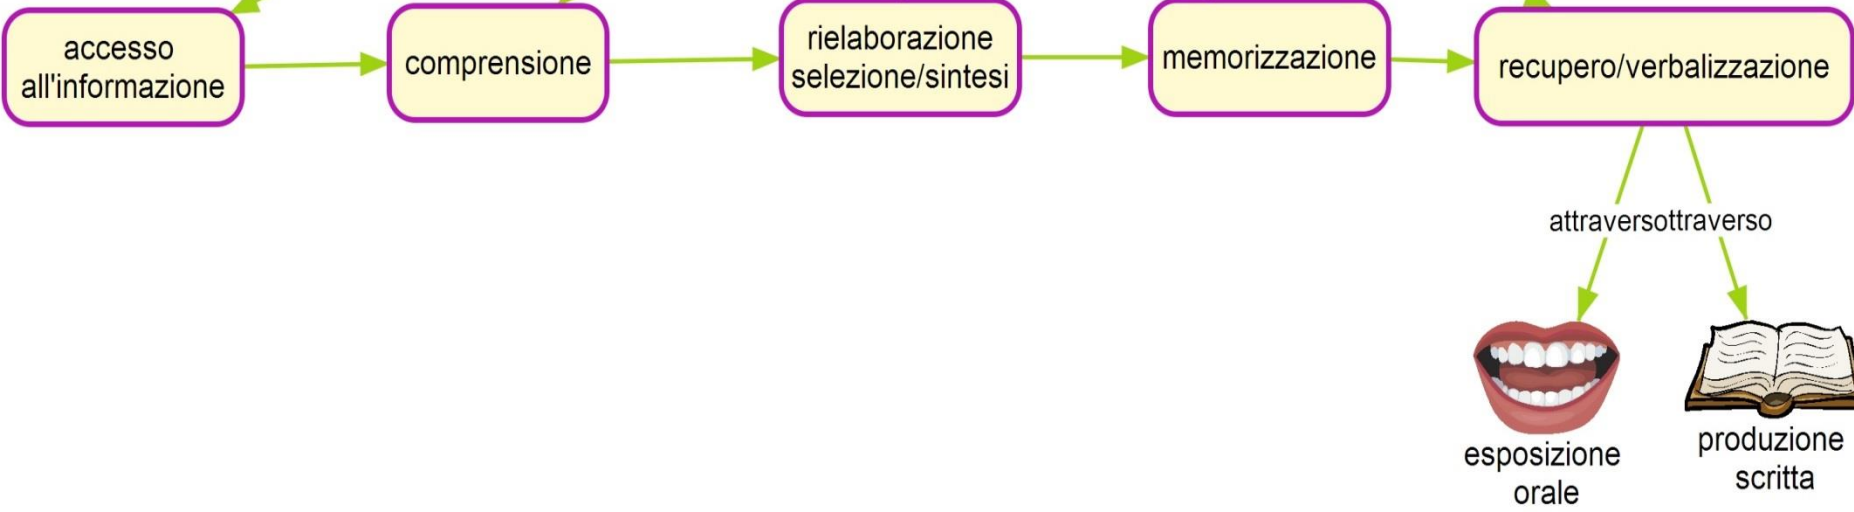 accesso
all'informazione
comprensione
rielaborazione
selezione/sintesi
memorizzazione
recupero/verbalizzazione
attraversottraverso
esposizione
orale
produzione
scritta